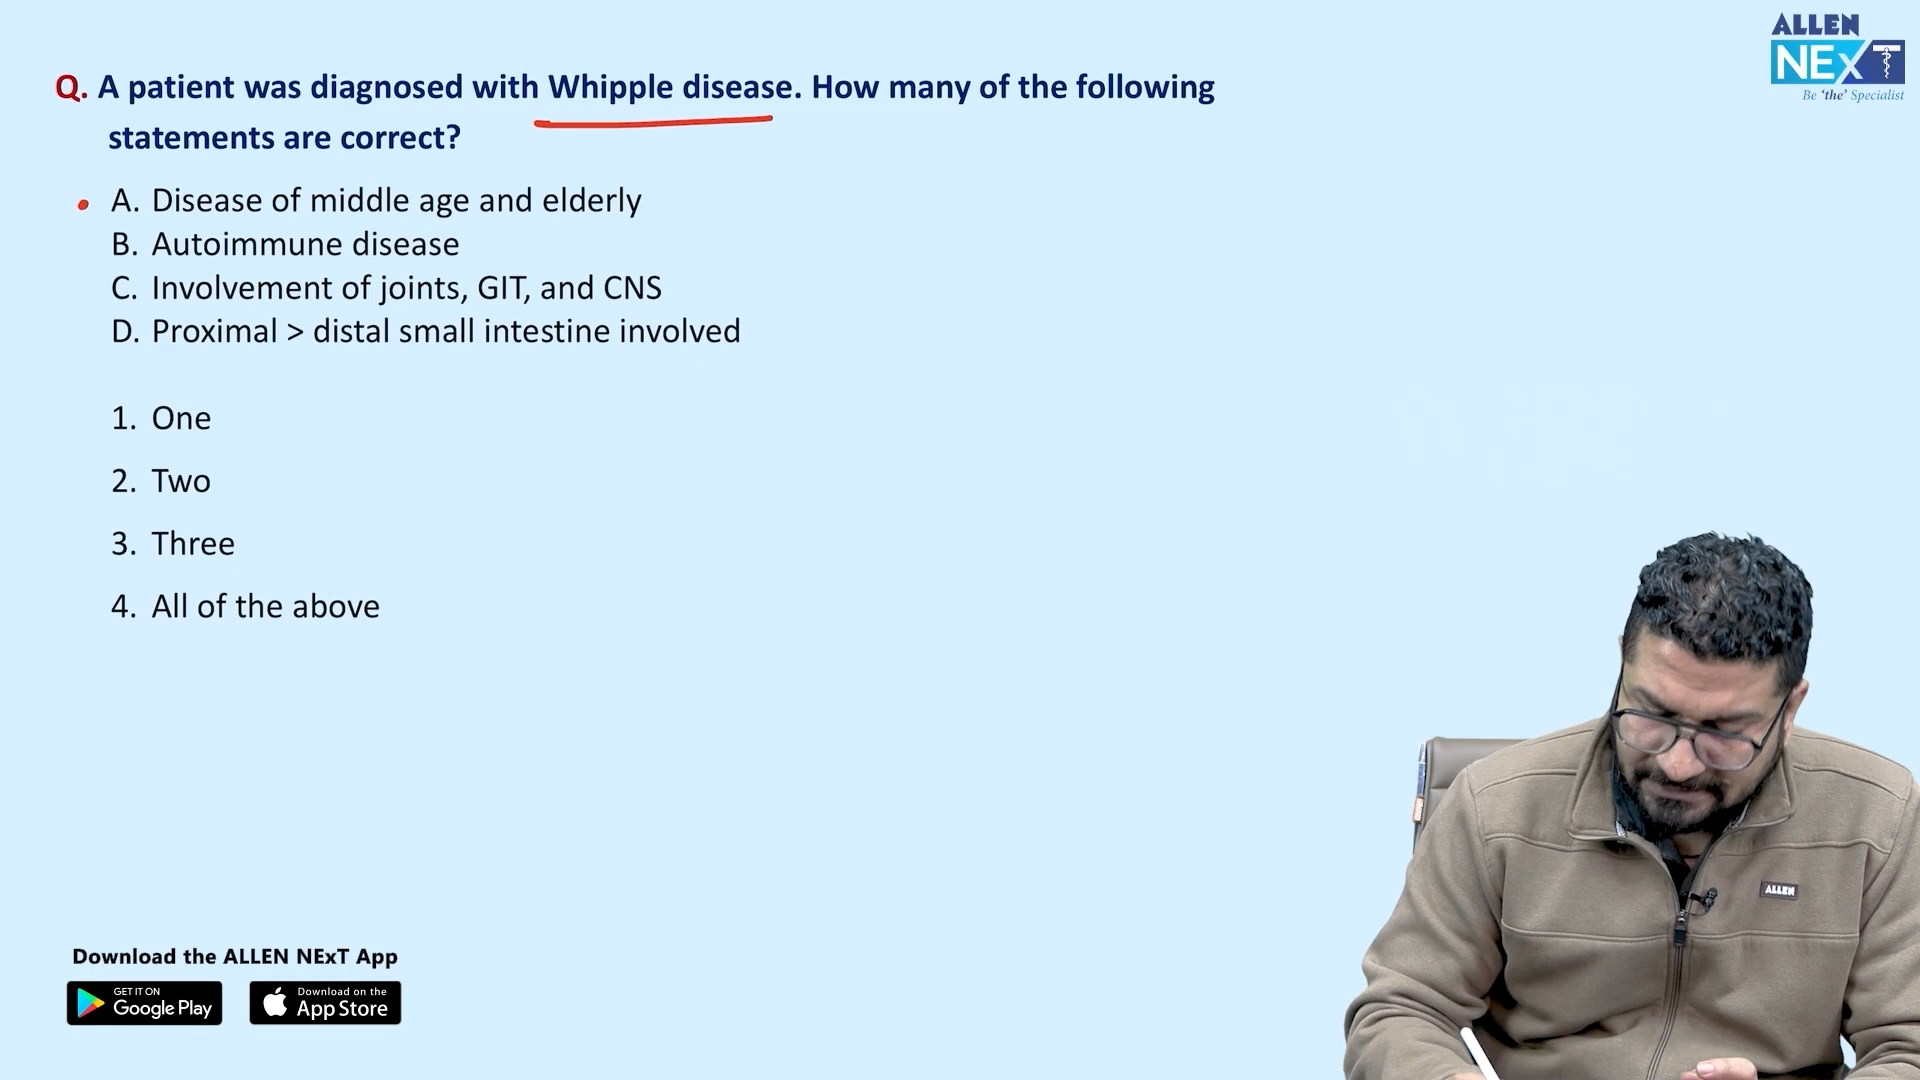 ALLEN
NExT
Be 'the' Specialist
Q. A patient was diagnosed with Whipple disease. How many of the following
statements are correct?
A. Disease of middle age and elderly
B. Autoimmune disease
C. Involvement of joints, GIT, and CNS
D. Proximal > distal small intestine involved
1. One
2. Two
3. Three
4. All of the above
ALLEN
Download the ALLEN NExT App
GET IT ON
Google Play
Download on the
App Store